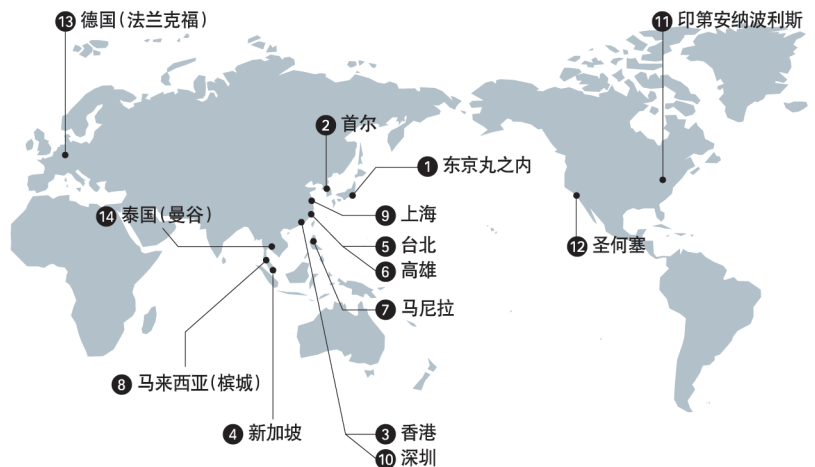 13 德国(法兰克福)
11 印第安纳波利斯
2 首尔
1 东京丸之内
14 泰国(曼谷)
9 上海
5 台北
12 圣何塞
6 高雄
7 马尼拉
8 马来西亚(槟城)
4 新加坡
3 香港
10 深圳